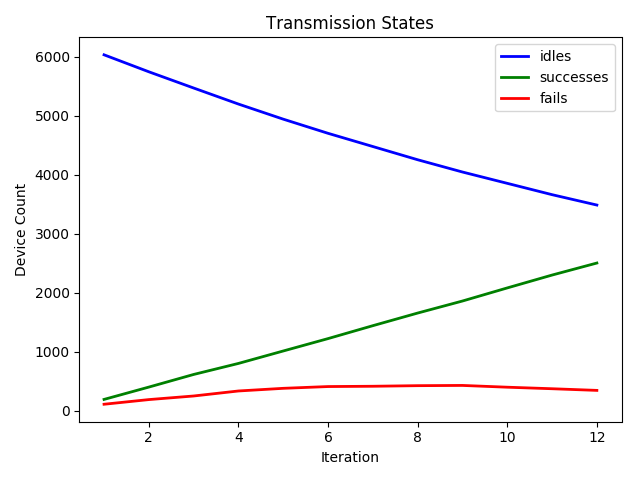 Transmission States
idles
successes
fails
6000
5000
4000
3000
2000
1000
0
Device Count
2
4
6
8
10
12
Iteration